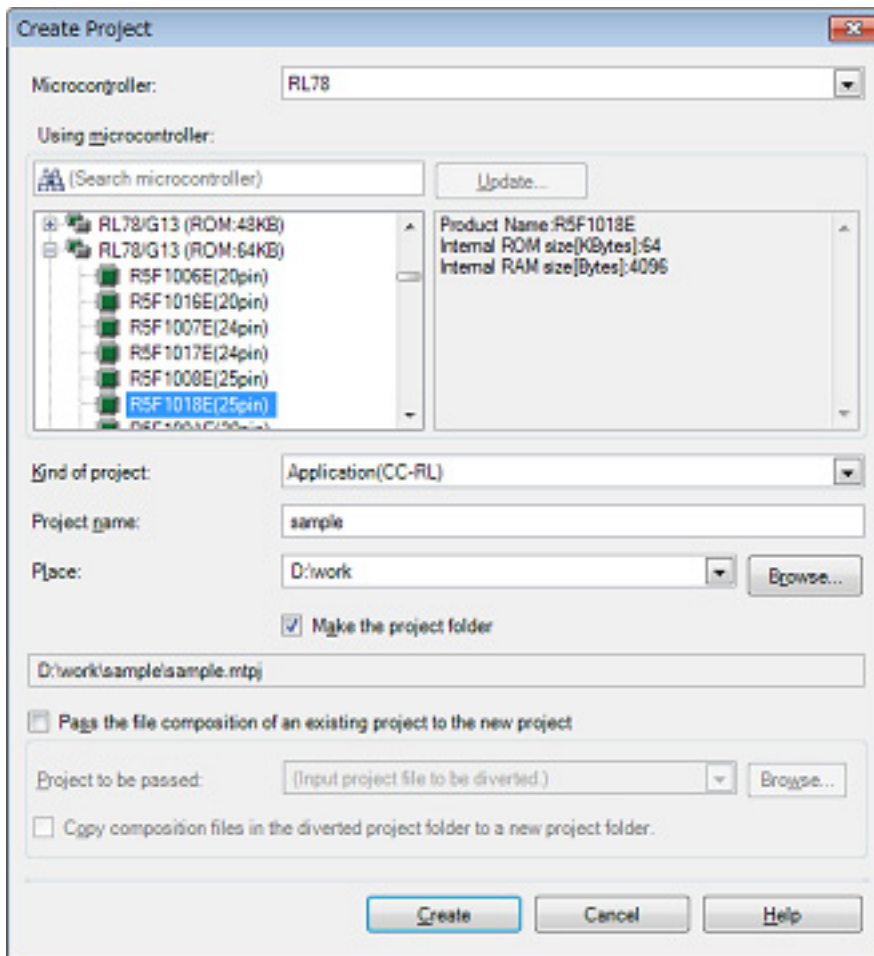 Create Project
Microcontroller: RL78
Using microcontroller:
(Search microcontroller) Update...
RL78/G13 (ROM:48KB)
RL78/G13 (ROM:64KB)
R5F1006E(20pin)
R5F1016E(20pin)
R5F1007E(24pin)
R5F1017E(24pin)
R5F1008E(25pin)
R5F1018E(25pin)
Product Name:R5F1018E
Internal ROM size[KBytes]:64
Internal RAM size[Bytes]:4096
Kind of project: Application(CC-RL)
Project name: sample
Place: D:\work Browse...
Make the project folder
D:\work\sample\sample.mtpj
Pass the file composition of an existing project to the new project
Project to be passed: (Input project file to be diverted.) Browse...
Copy composition files in the diverted project folder to a new project folder.
Create Cancel Help